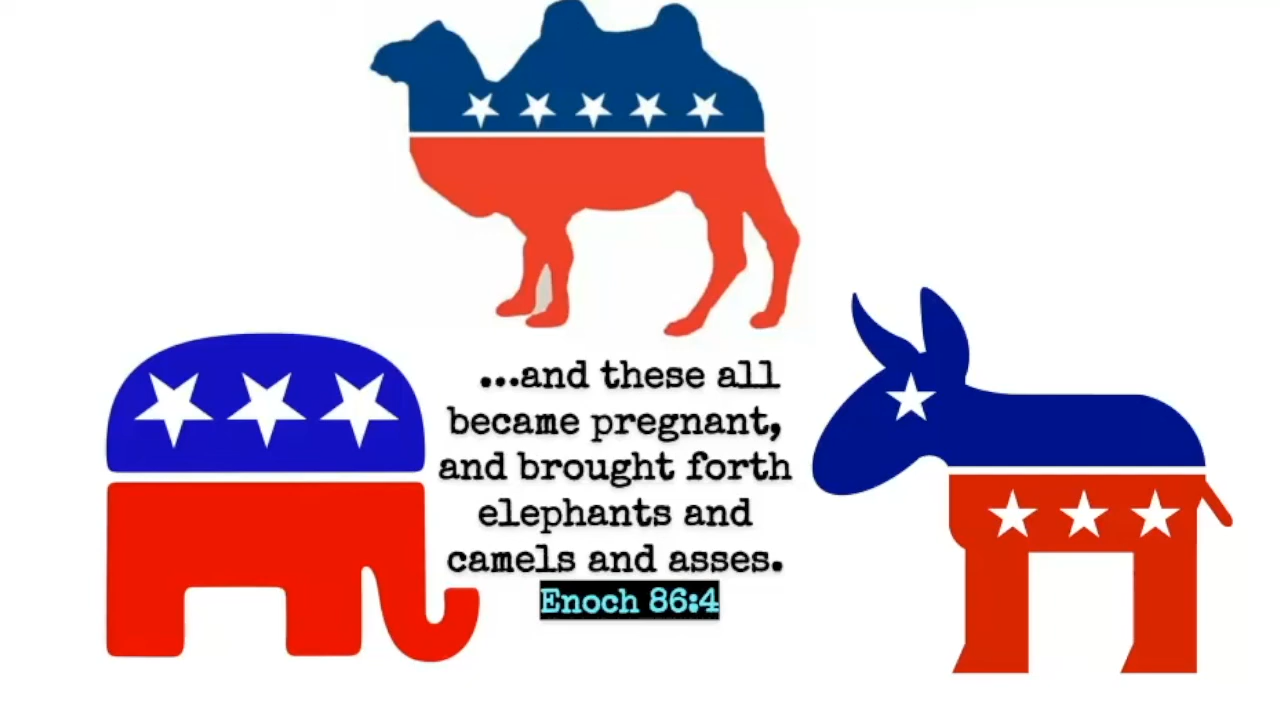 ...and these all
became pregnant,
and brought forth
elephants and
camels and asses.
Enoch 86:4